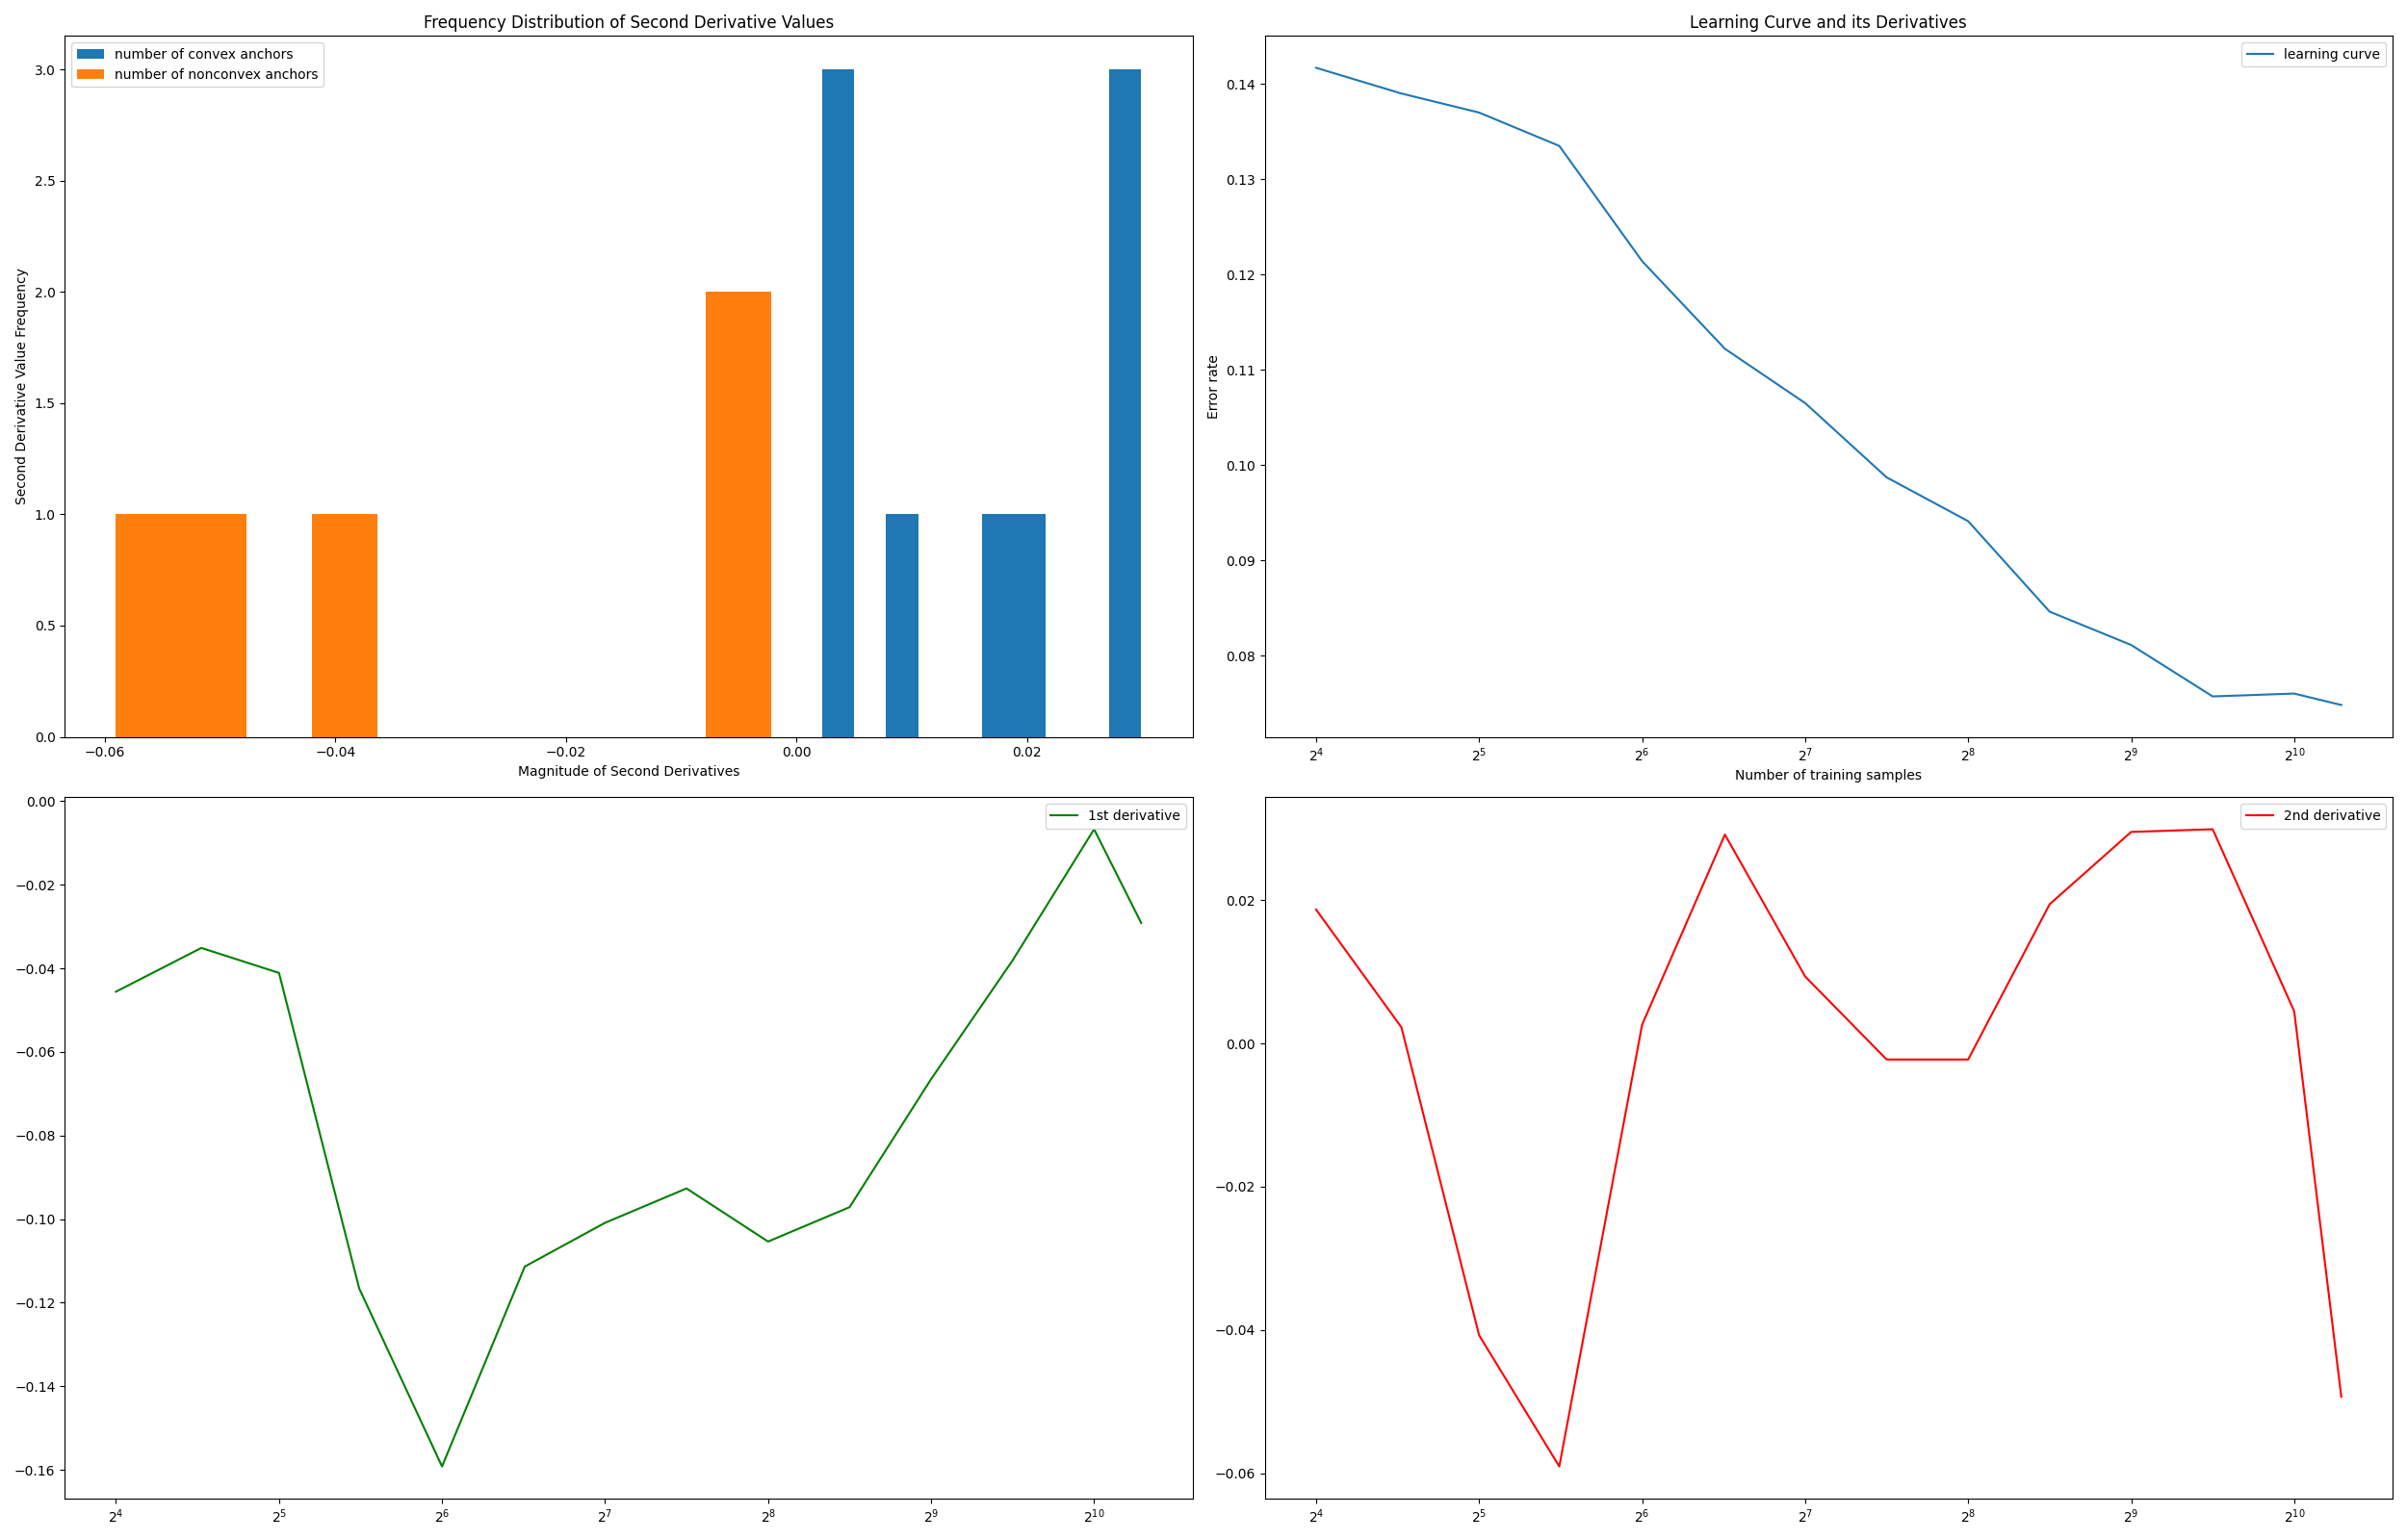 Frequency Distribution of Second Derivative Values
number of convex anchors
number of nonconvex anchors
Second Derivative Value Frequency
3.0
2.5
2.0
1.5
1.0
0.5
0.0
−0.06 −0.04 −0.02 0.00 0.02
Magnitude of Second Derivatives
Learning Curve and its Derivatives
learning curve
Error rate
0.14
0.13
0.12
0.11
0.10
0.09
0.08
2⁴ 2⁵ 2⁶ 2⁷ 2⁸ 2⁹ 2¹⁰
Number of training samples
1st derivative
0.00
−0.02
−0.04
−0.06
−0.08
−0.10
−0.12
−0.14
−0.16
2⁴ 2⁵ 2⁶ 2⁷ 2⁸ 2⁹ 2¹⁰
2nd derivative
0.02
0.00
−0.02
−0.04
−0.06
2⁴ 2⁵ 2⁶ 2⁷ 2⁸ 2⁹ 2¹⁰